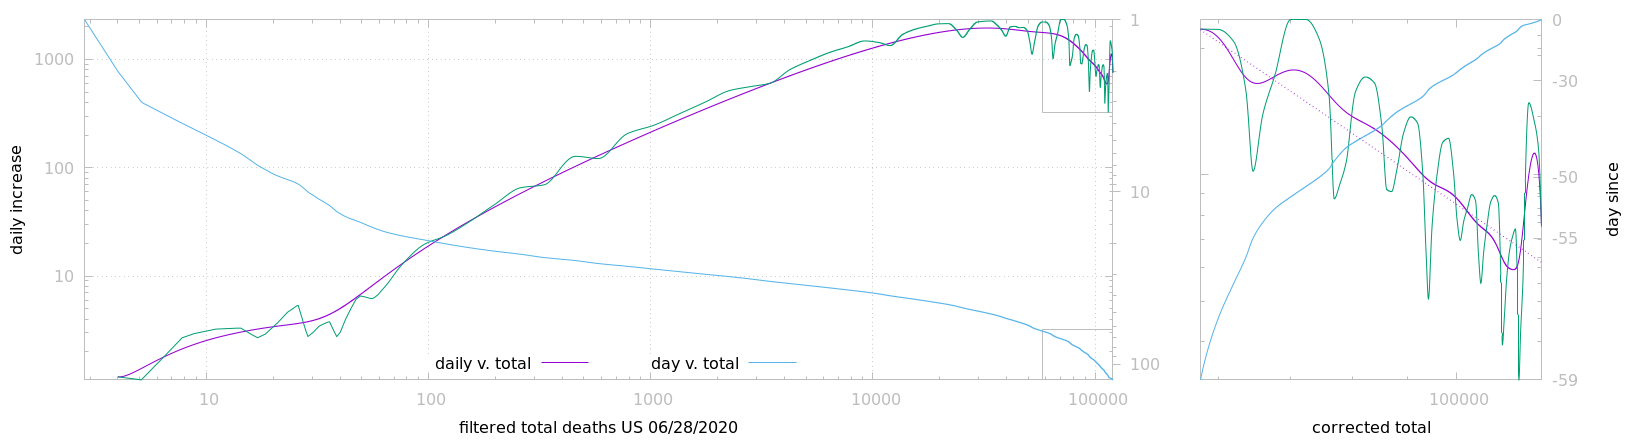 daily increase
1000
100
10
10
100
1000
10000
100000
1
10
100
daily v. total
day v. total
filtered total deaths US 06/28/2020
0
-30
-50
-55
-59
day since
100000
corrected total